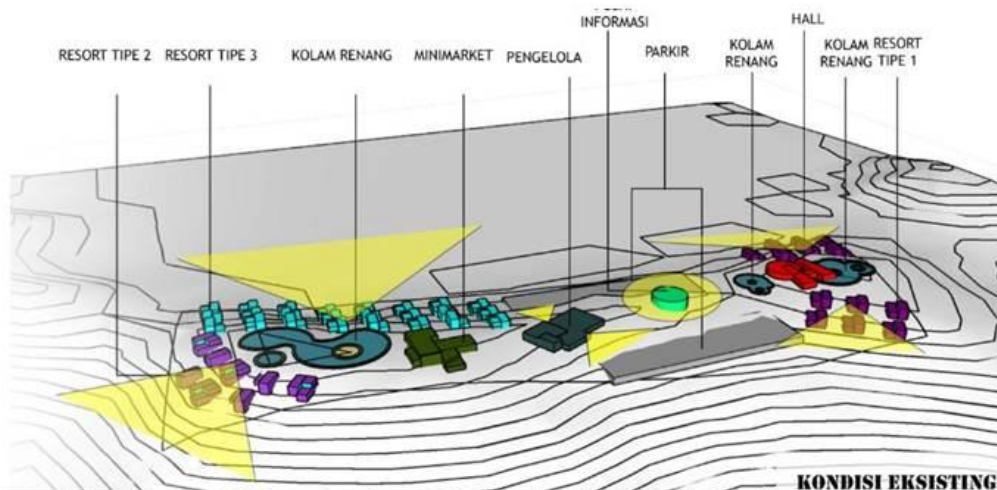 INFORMASI
HALL
RESORT TIPE 2
RESORT TIPE 3
KOLAM RENANG
MINIMARKET
PENGELOLA
PARKIR
KOLAM
RENANG
KOLAM
RENANG
RESORT
TIPE 1
KONDISI EKSISTING